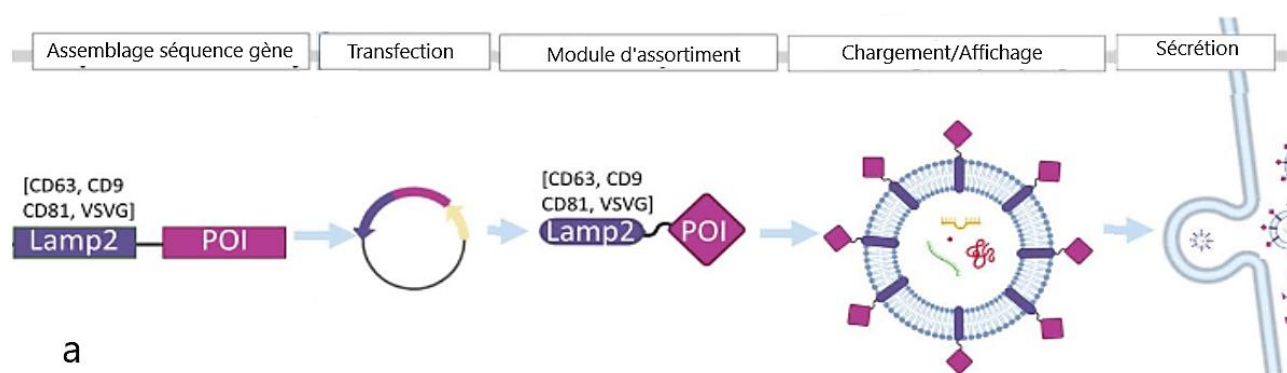 Assemblage séquence gène
Transfection
Module d'assortiment
Chargement/Affichage
Sécrétion
[CD63, CD9
CD81, VSVG]
Lamp2
POI
[CD63, CD9
CD81, VSVG]
Lamp2
POI
a